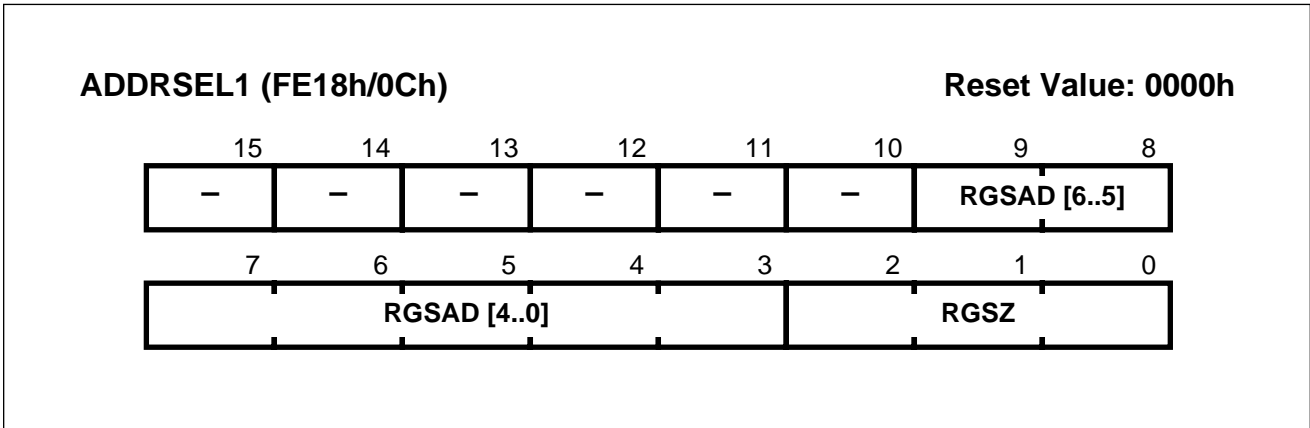 ADDRSEL1 (FE18h/0Ch) Reset Value: 0000h
15 14 13 12 11 10 9 8
– – – – – – RGSAD [6..5]
7 6 5 4 3 2 1 0
RGSAD [4..0] RGSZ